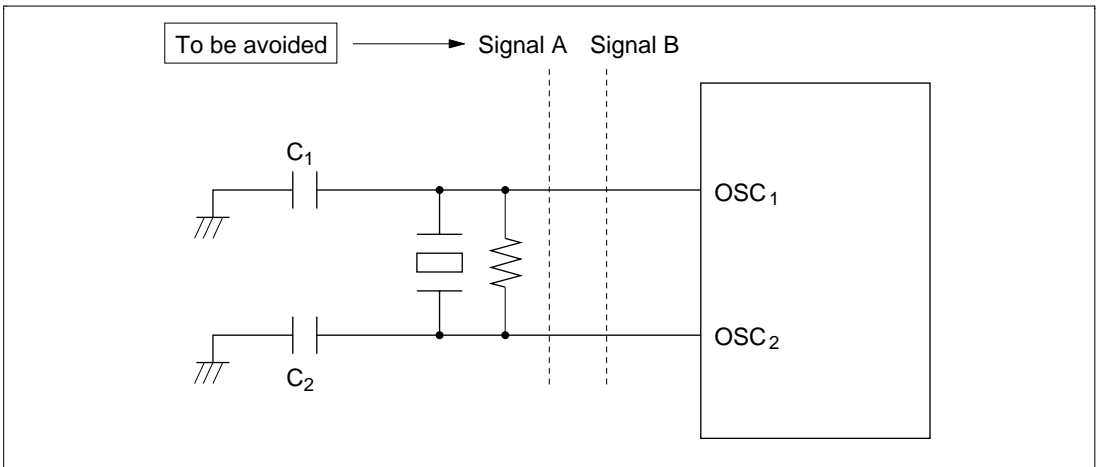 To be avoided Signal A Signal B
C1
OSC1
OSC2
C2